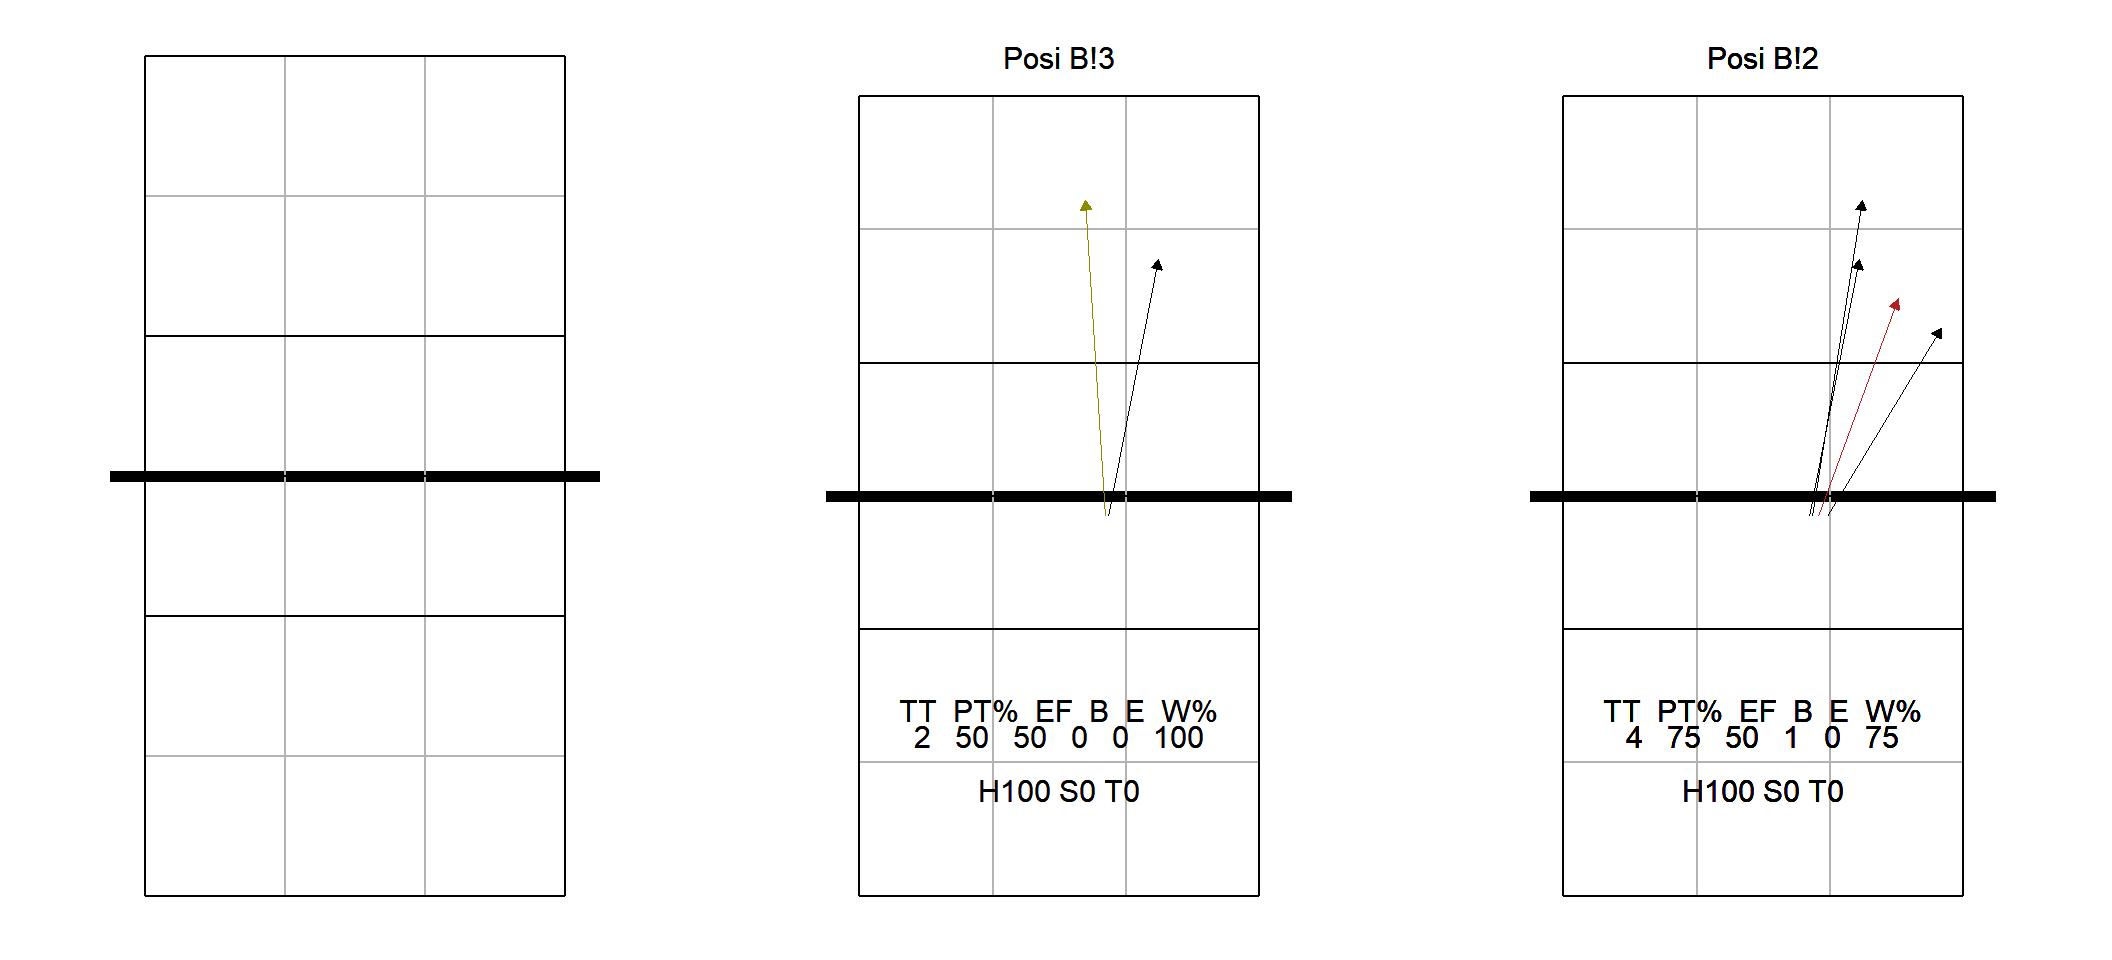 Posi B!3
TT PT% EF B E W%
2 50 50 0 0 100
H100 S0 T0
Posi B!2
TT PT% EF B E W%
4 75 50 1 0 75
H100 S0 T0